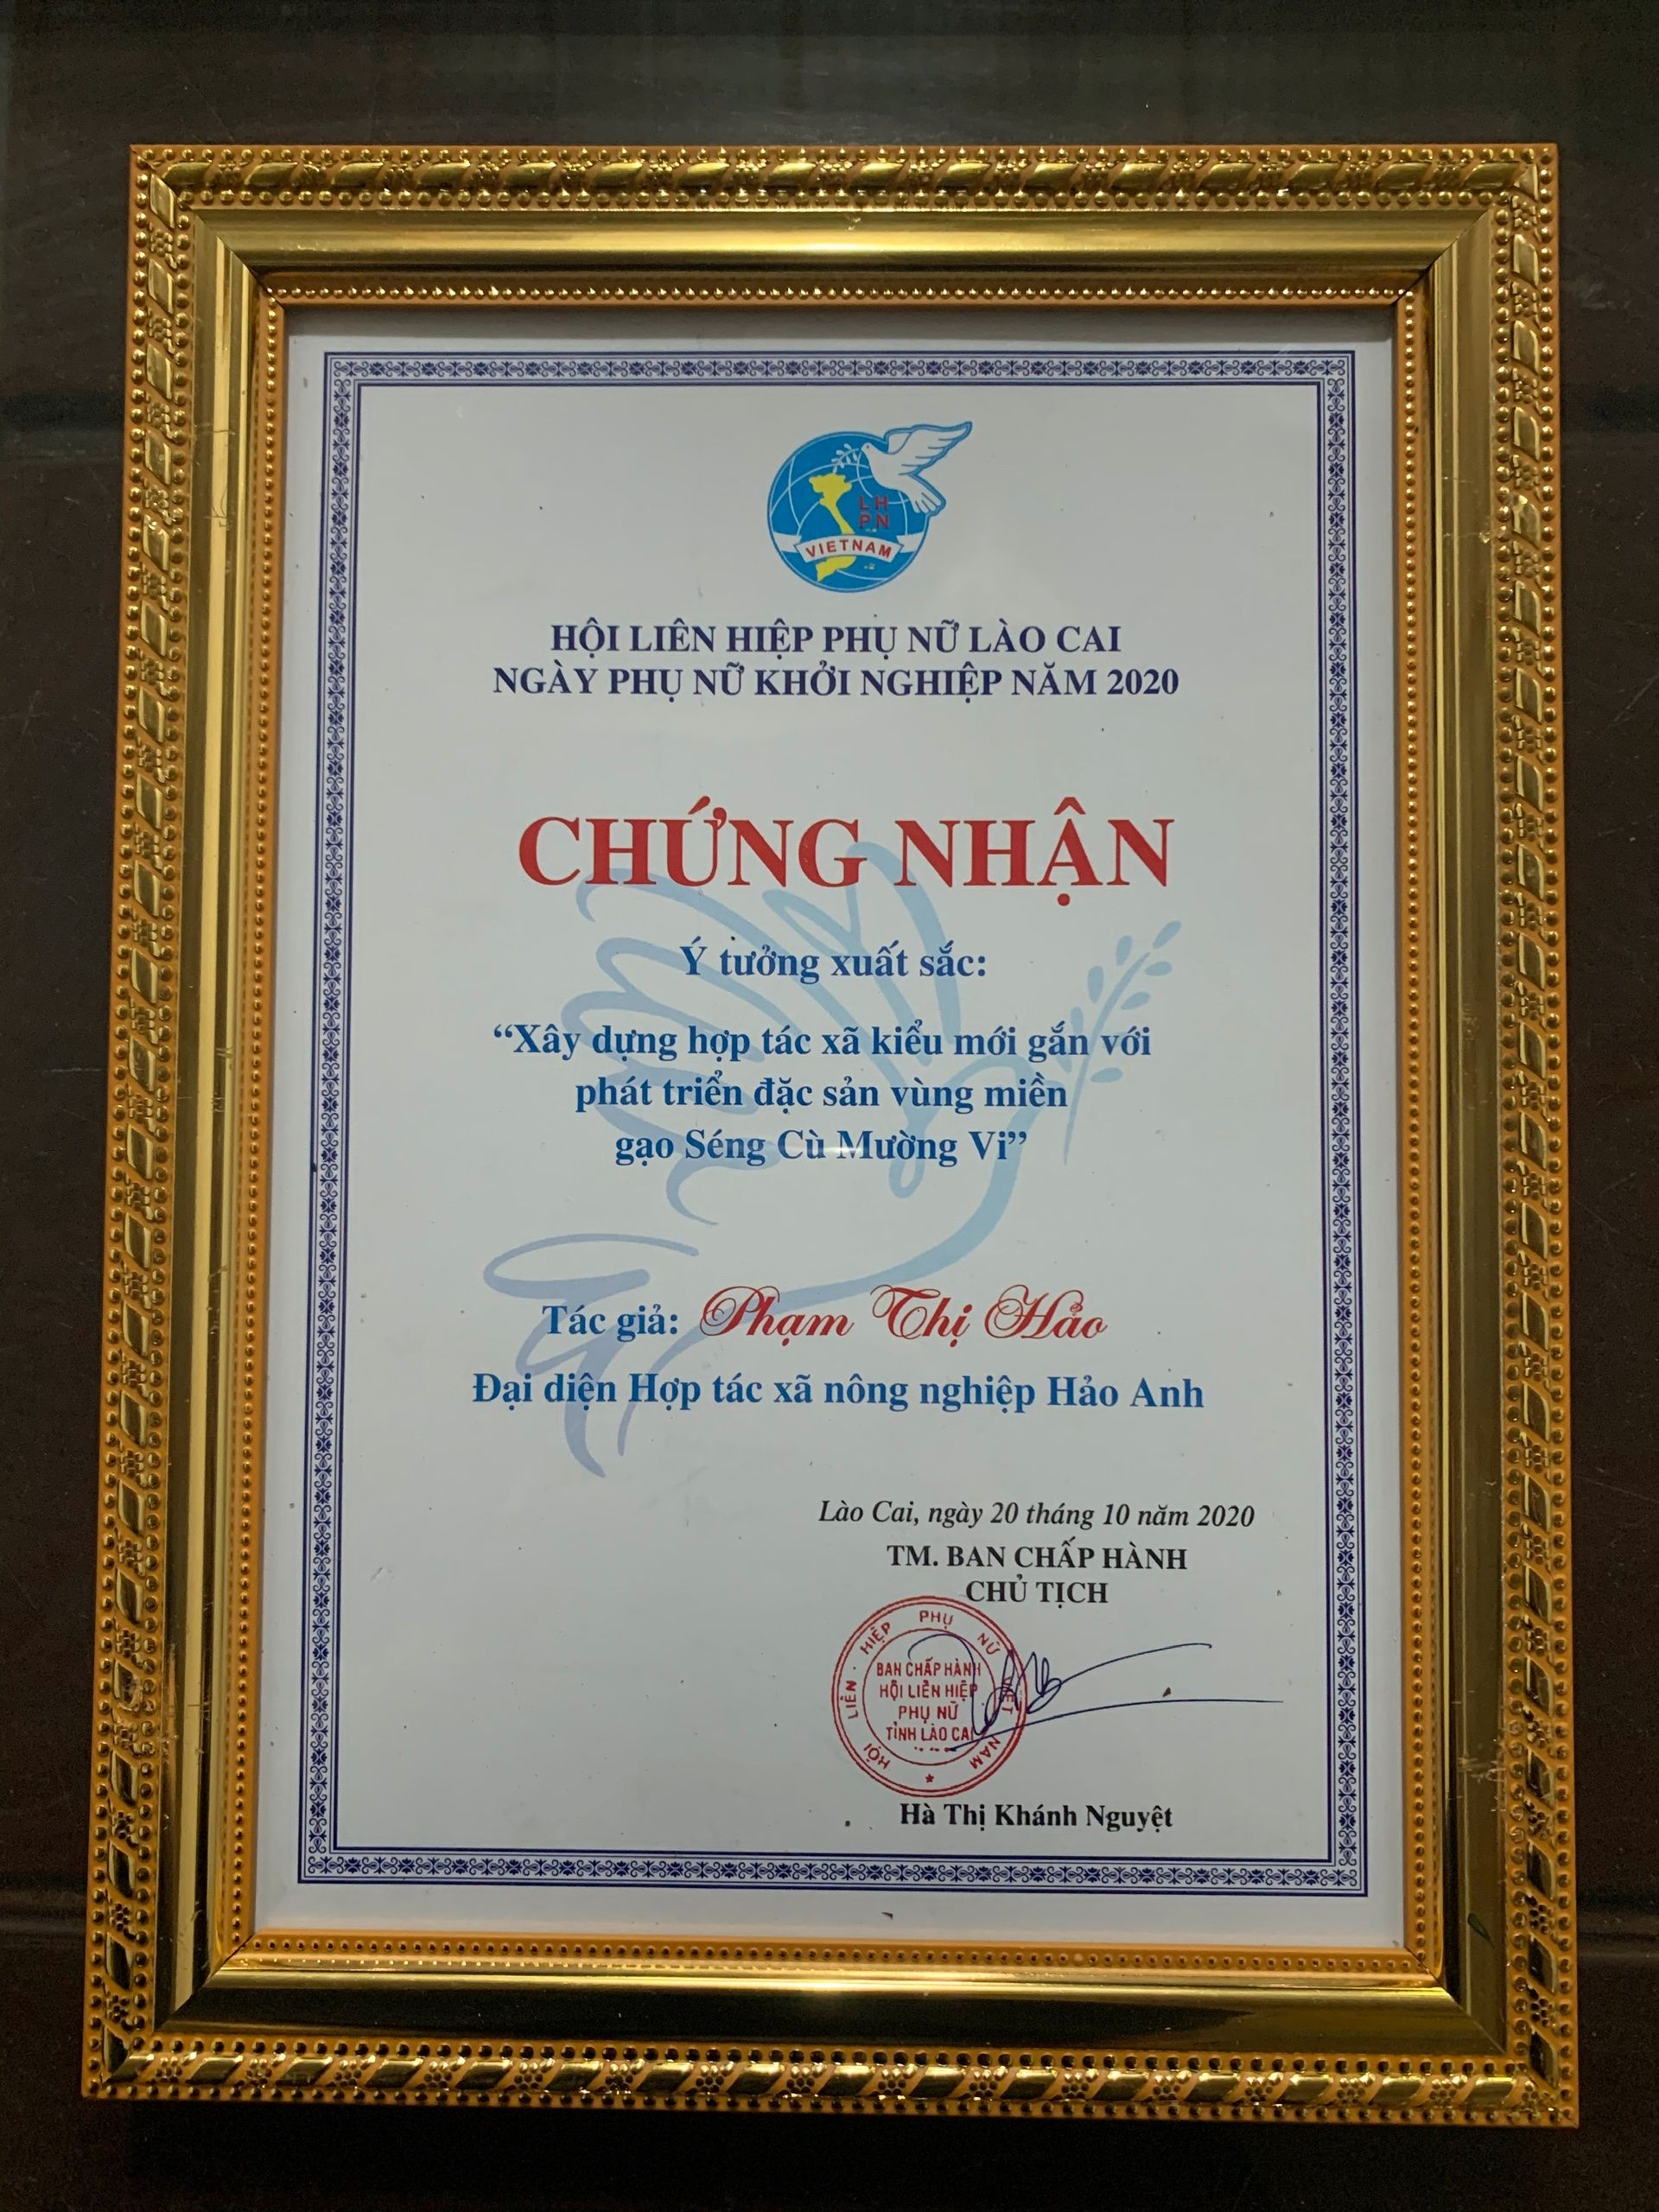 LH
PN
VIETNAM
HỘI LIÊN HIỆP PHỤ NỮ LÀO CAI
NGÀY PHỤ NỮ KHỞI NGHIỆP NĂM 2020
CHỨNG NHẬN
Ý tưởng xuất sắc:
“Xây dựng hợp tác xã kiểu mới gắn với
phát triển đặc sản vùng miền
gạo Séng Cù Mường Vi”
Tác giả: Phạm Thị Hảo
Đại diện Hợp tác xã nông nghiệp Hảo Anh
Lào Cai, ngày 20 tháng 10 năm 2020
TM. BAN CHẤP HÀNH
CHỦ TỊCH
HỘI LIÊN HIỆP PHỤ NỮ VIỆT NAM
BAN CHẤP HÀNH
HỘI LIÊN HIỆP
PHỤ NỮ
TỈNH LÀO CAI
Hà Thị Khánh Nguyệt